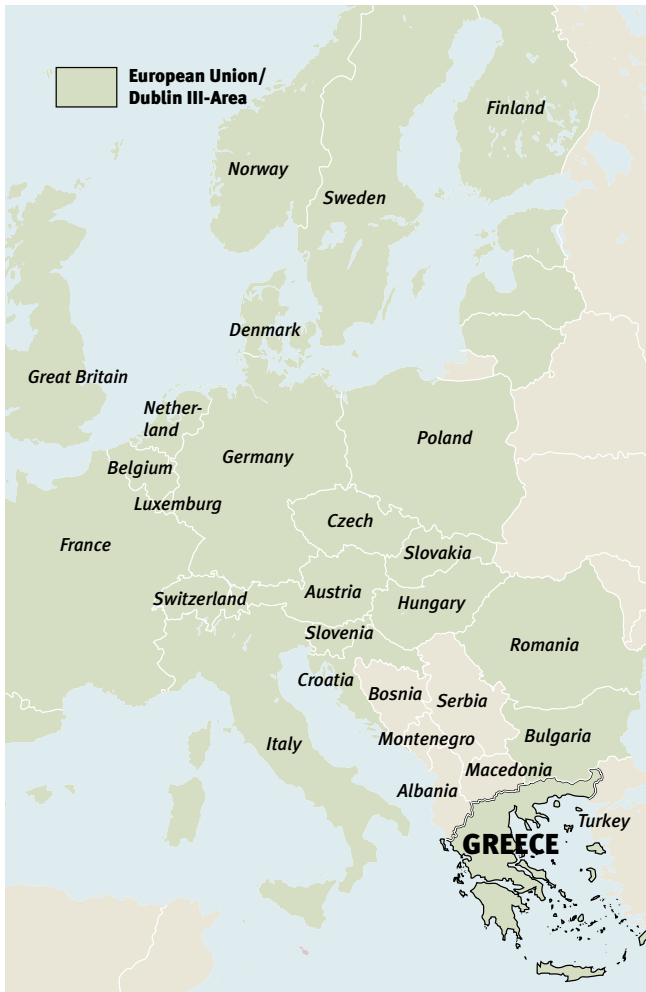 European Union/
Dublin III-Area
Finland
Norway
Sweden
Denmark
Great Britain
Nether-
land
Poland
Germany
Belgium
Luxemburg
Czech
France
Slovakia
Austria
Switzerland
Hungary
Slovenia
Romania
Croatia
Bosnia
Serbia
Italy
Montenegro
Bulgaria
Macedonia
Albania
Turkey
GREECE